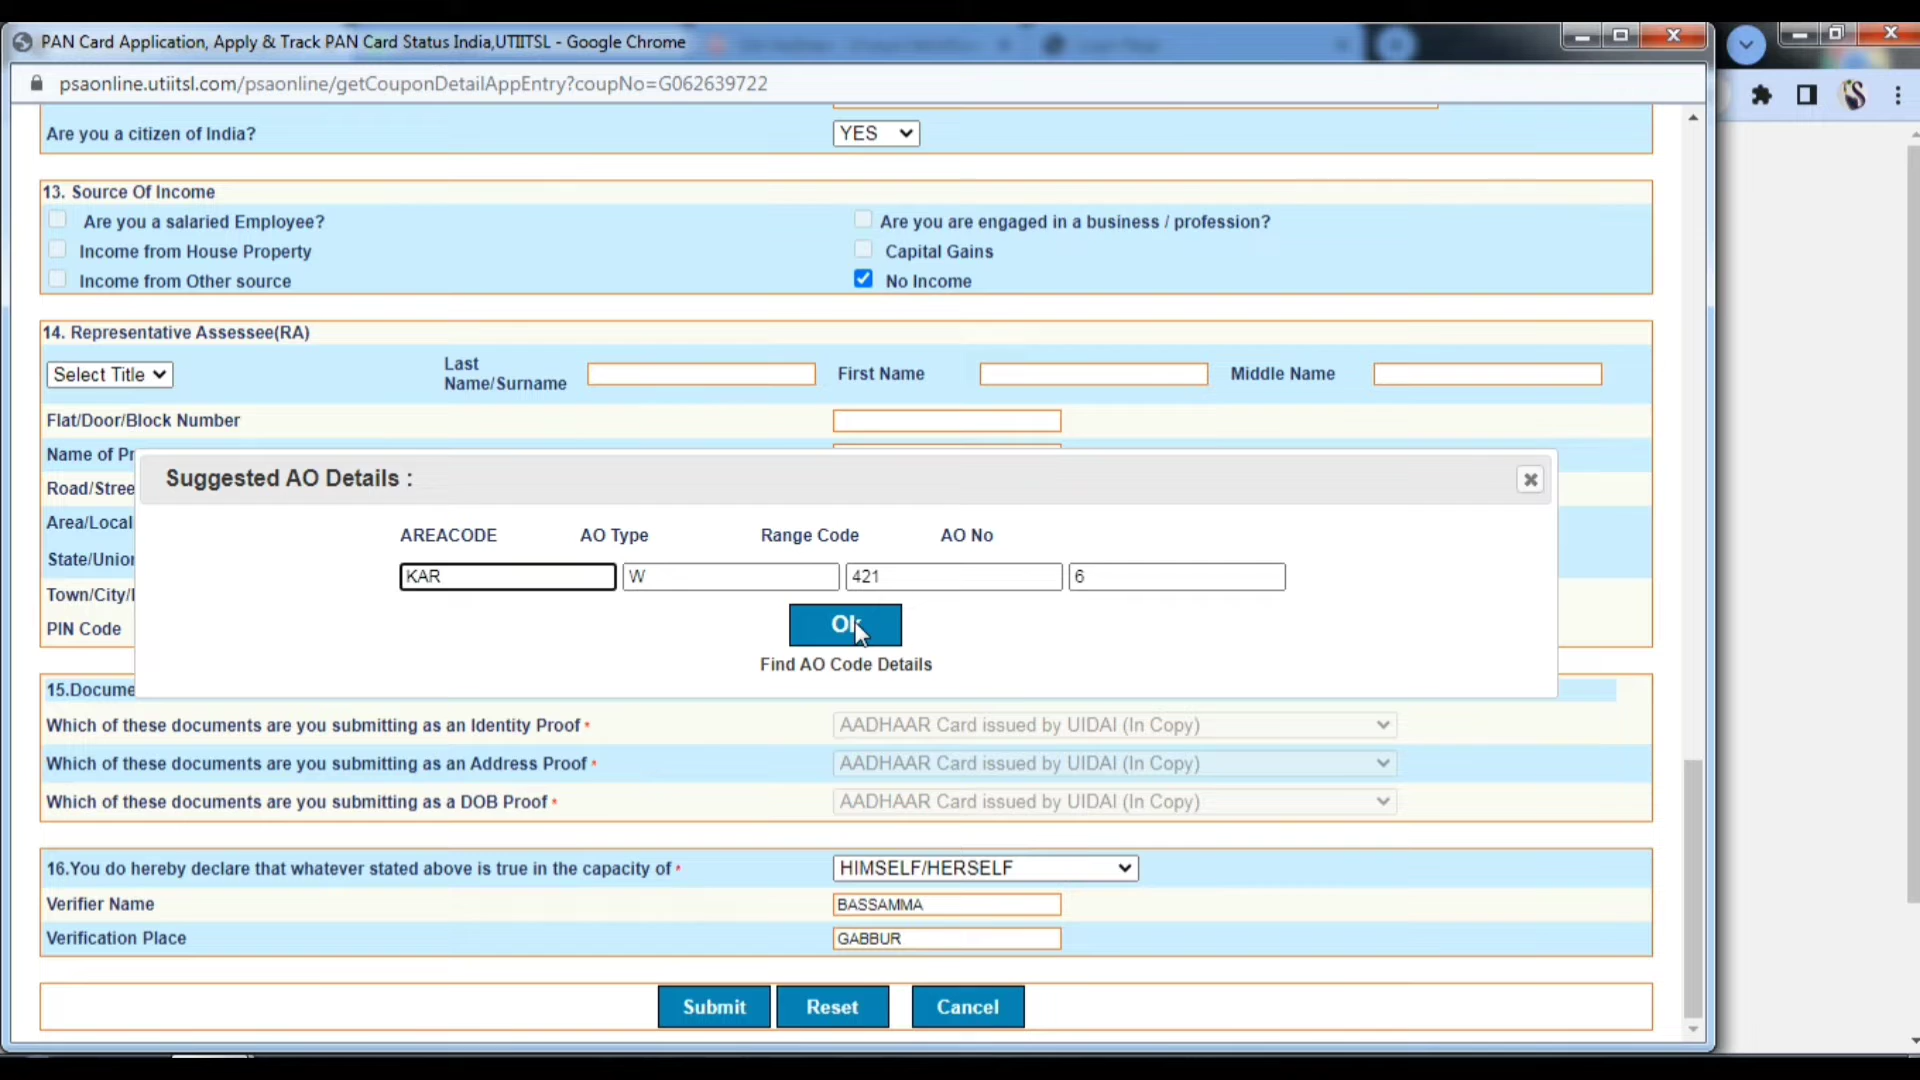 PAN Card Application, Apply & Track PAN Card Status India,UTIITSL - Google Chrome
psaonline.utiitsl.com/psaonline/getCouponDetailAppEntry?coupNo=G062639722
Are you a citizen of India? YES
13. Source Of Income
Are you a salaried Employee? Are you are engaged in a business / profession?
Income from House Property Capital Gains
Income from Other source No Income
14. Representative Assessee(RA)
Select Title Last Name/Surname First Name Middle Name
Flat/Door/Block Number
Name of Pr
Road/Stree
Area/Local
State/Union
Town/City/
PIN Code
Suggested AO Details :
AREACODE AO Type Range Code AO No
KAR W 421 6
Ok
Find AO Code Details
15.Docume
Which of these documents are you submitting as an Identity Proof * AADHAAR Card issued by UIDAI (In Copy)
Which of these documents are you submitting as an Address Proof * AADHAAR Card issued by UIDAI (In Copy)
Which of these documents are you submitting as a DOB Proof * AADHAAR Card issued by UIDAI (In Copy)
16.You do hereby declare that whatever stated above is true in the capacity of * HIMSELF/HERSELF
Verifier Name BASSAMMA
Verification Place GABBUR
Submit Reset Cancel